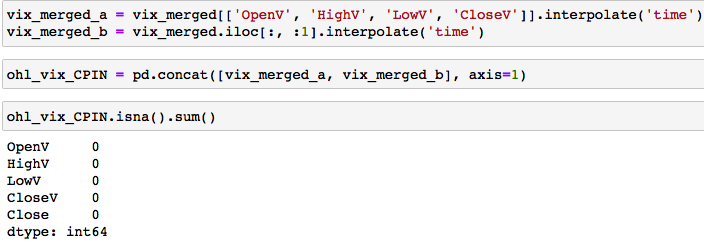 vix_merged_a = vix_merged[['OpenV', 'HighV', 'LowV', 'CloseV']].interpolate('time')
vix_merged_b = vix_merged.iloc[:, :1].interpolate('time')
ohl_vix_CPIN = pd.concat([vix_merged_a, vix_merged_b], axis=1)
ohl_vix_CPIN.isna().sum()
OpenV 0
HighV 0
LowV 0
CloseV 0
Close 0
dtype: int64